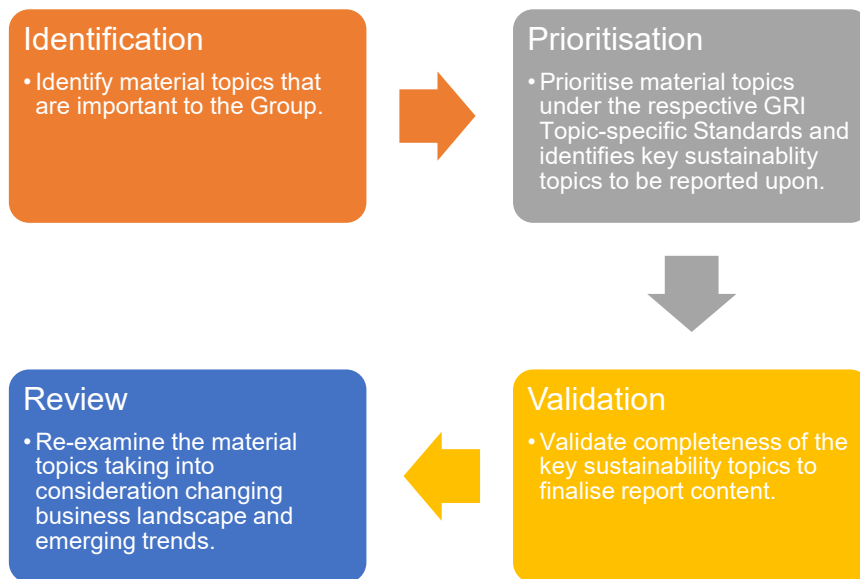 Identification
• Identify material topics that
are important to the Group.
Prioritisation
• Prioritise material topics
under the respective GRI
Topic-specific Standards and
identifies key sustainablity
topics to be reported upon.
Validation
• Validate completeness of the
key sustainability topics to
finalise report content.
Review
• Re-examine the material
topics taking into
consideration changing
business landscape and
emerging trends.